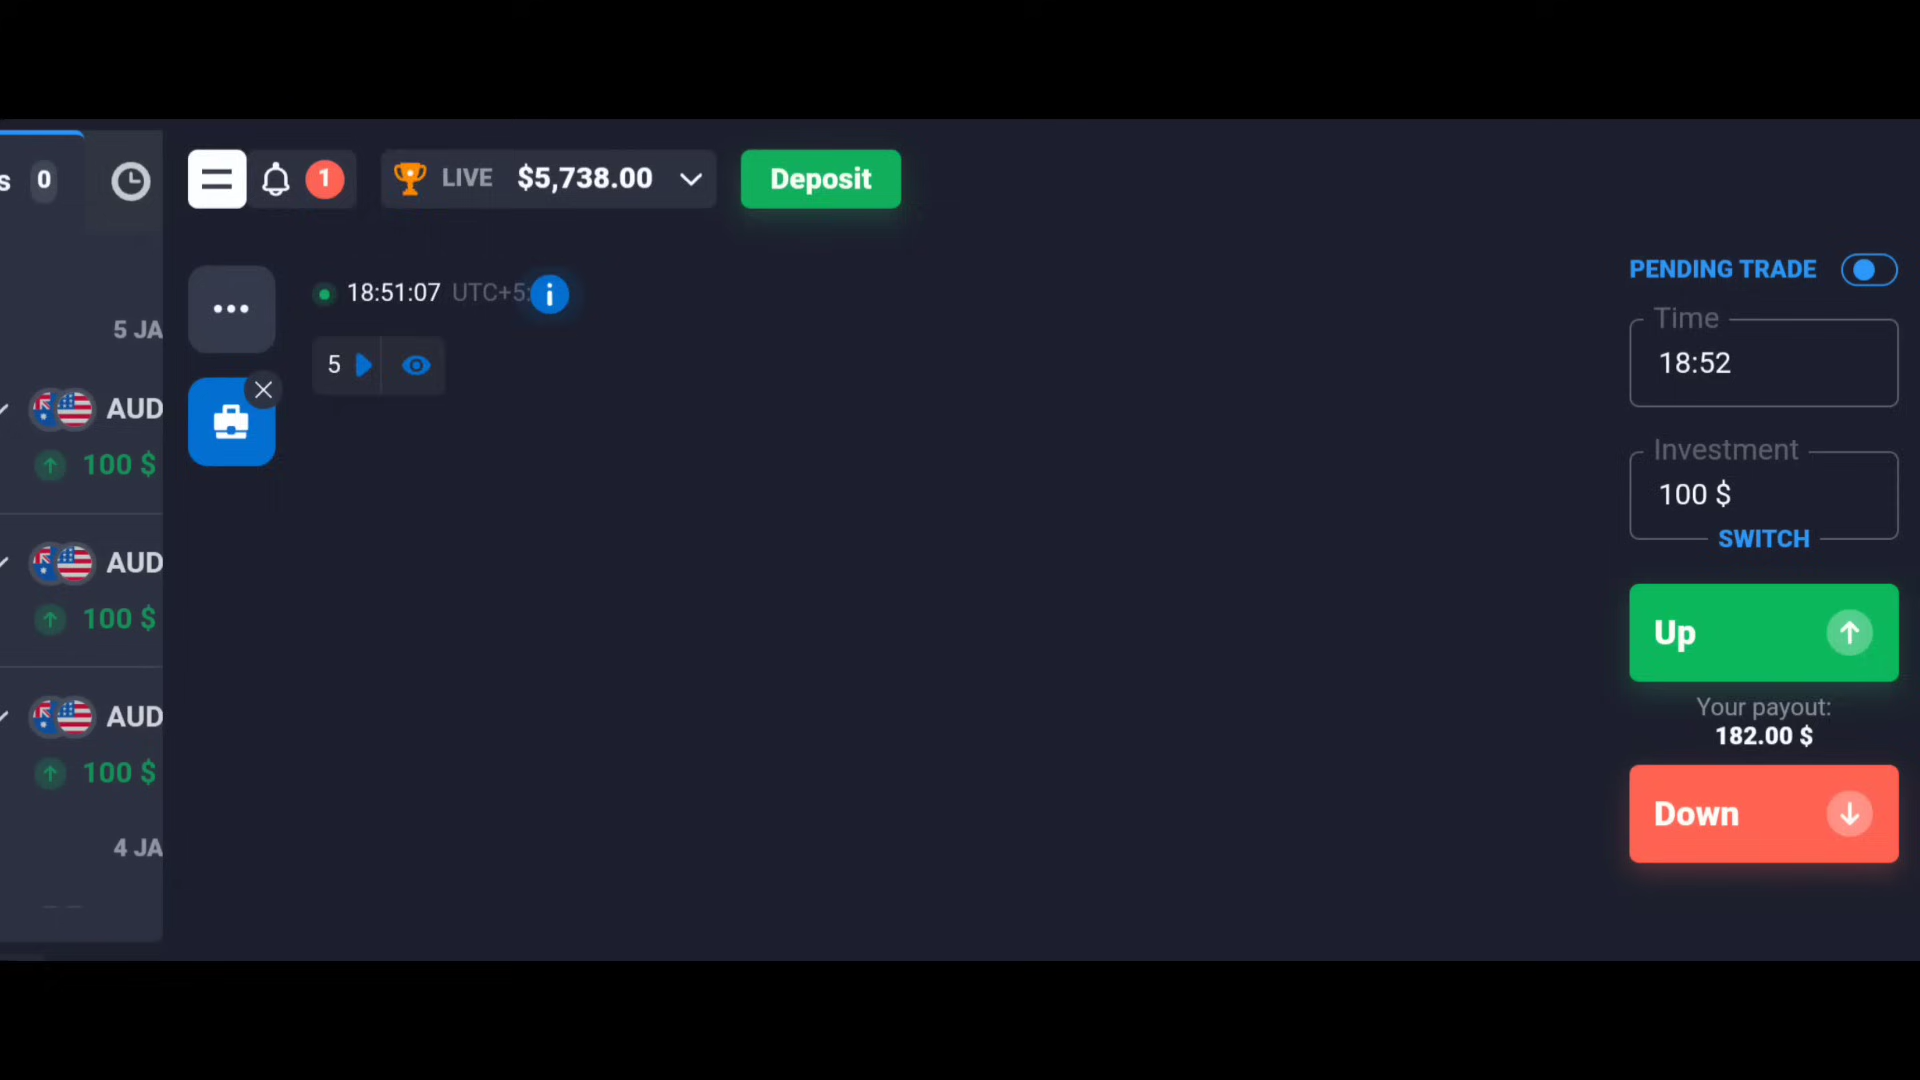 s 0
5 JA
AUD
100 $
AUD
100 $
AUD
100 $
4 JA
1
LIVE $5,738.00
Deposit
18:51:07 UTC+5:
5
PENDING TRADE
Time
18:52
Investment
100 $
SWITCH
Up
Your payout:
182.00 $
Down